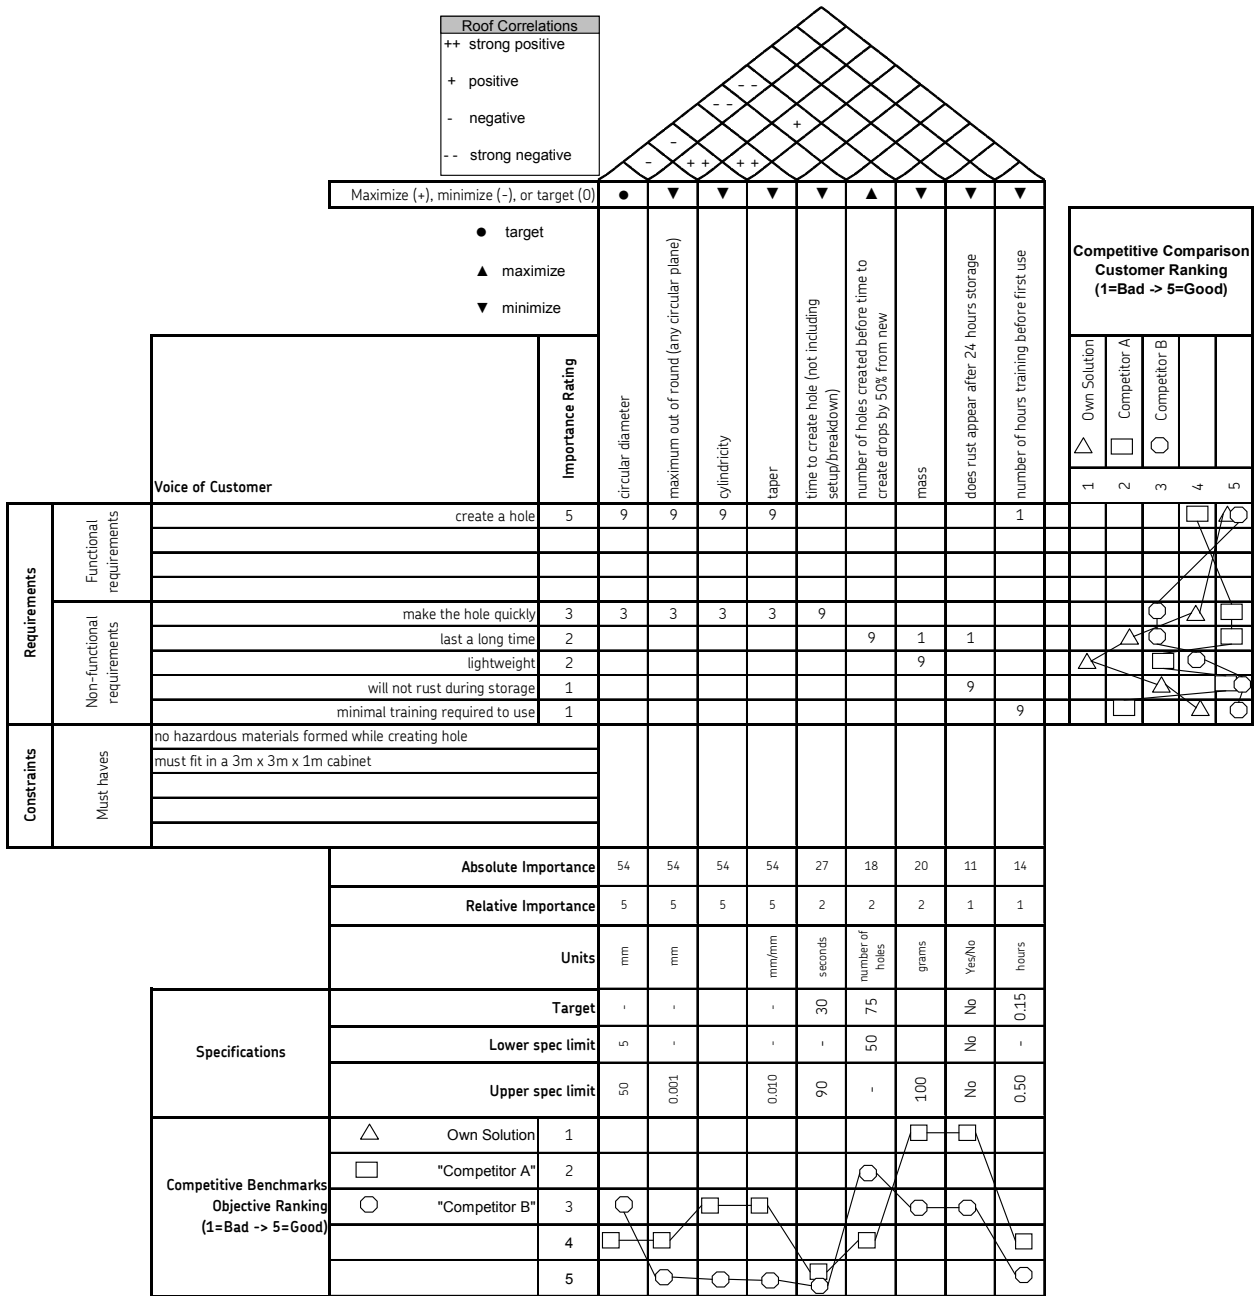 Roof Correlations
++ strong positive
+ positive
- negative
- - strong negative
- -
- -
+
-
- + + + +
Maximize (+), minimize (-), or target (0) ● ▼ ▼ ▼ ▼ ▲ ▼ ▼ ▼
● target
▲ maximize
▼ minimize
circular diameter
maximum out of round (any circular plane)
cylindricity
taper
time to create hole (not including
setup/breakdown)
number of holes created before time to
create drops by 50% from new
mass
does rust appear after 24 hours storage
number of hours training before first use
Competitive Comparison
Customer Ranking
(1=Bad -> 5=Good)
Own Solution
Competitor A
Competitor B
1 2 3 4 5
Voice of Customer
Importance Rating
Requirements
Functional
requirements
create a hole 5 9 9 9 9 1
Non-functional
requirements
make the hole quickly 3 3 3 3 3 9
last a long time 2 9 1 1
lightweight 2 9
will not rust during storage 1 9
minimal training required to use 1 9
Constraints
Must haves
no hazardous materials formed while creating hole
must fit in a 3m x 3m x 1m cabinet
Absolute Importance 54 54 54 54 27 18 20 11 14
Relative Importance 5 5 5 5 2 2 2 1 1
Units mm mm mm/mm seconds number of holes grams Yes/No hours
Specifications
Target - - - 30 75 No 0.15
Lower spec limit 5 - - - 50 No -
Upper spec limit 50 0.001 0.010 90 - 100 No 0.50
Competitive Benchmarks
Objective Ranking
(1=Bad -> 5=Good)
Own Solution 1
"Competitor A" 2
"Competitor B" 3
4
5